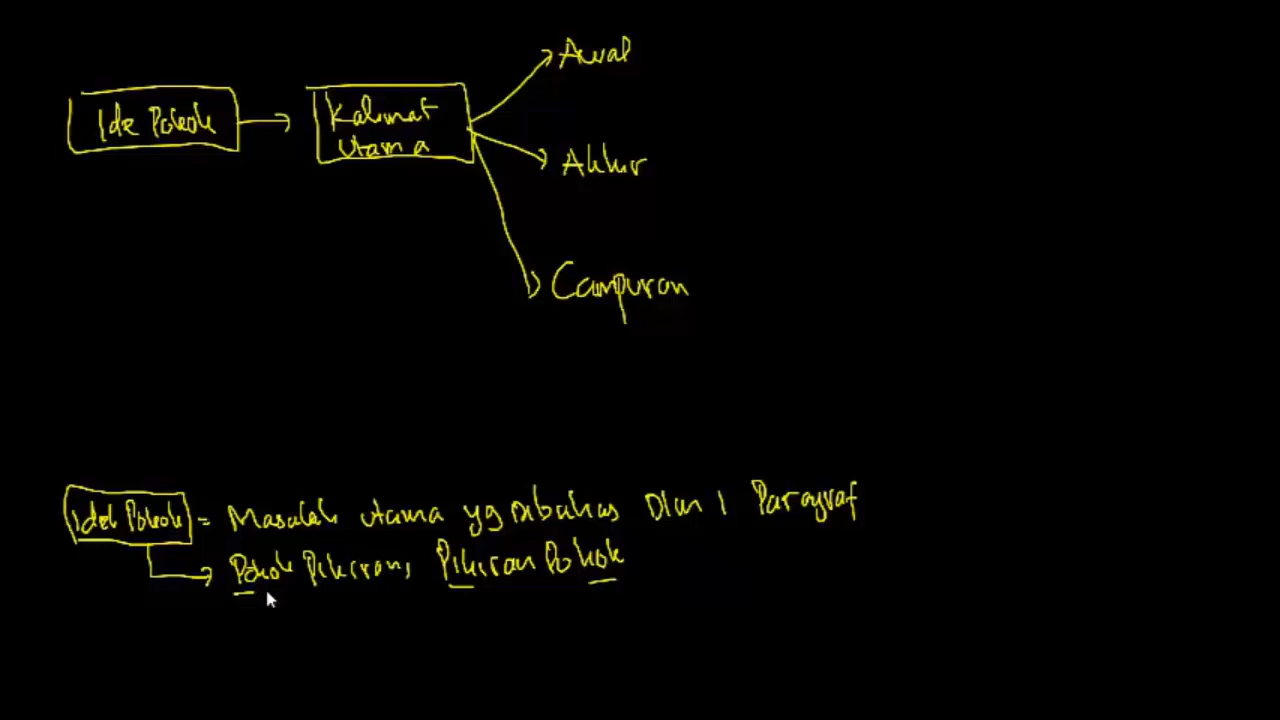 Awal
Ide Pokok
Kalimat
Utama
Akhir
Campuran
Ide Pokok = Masalah utama yg Dibahas Dlm 1 Paragraf
Pokok Pikiran, Pikiran Pokok